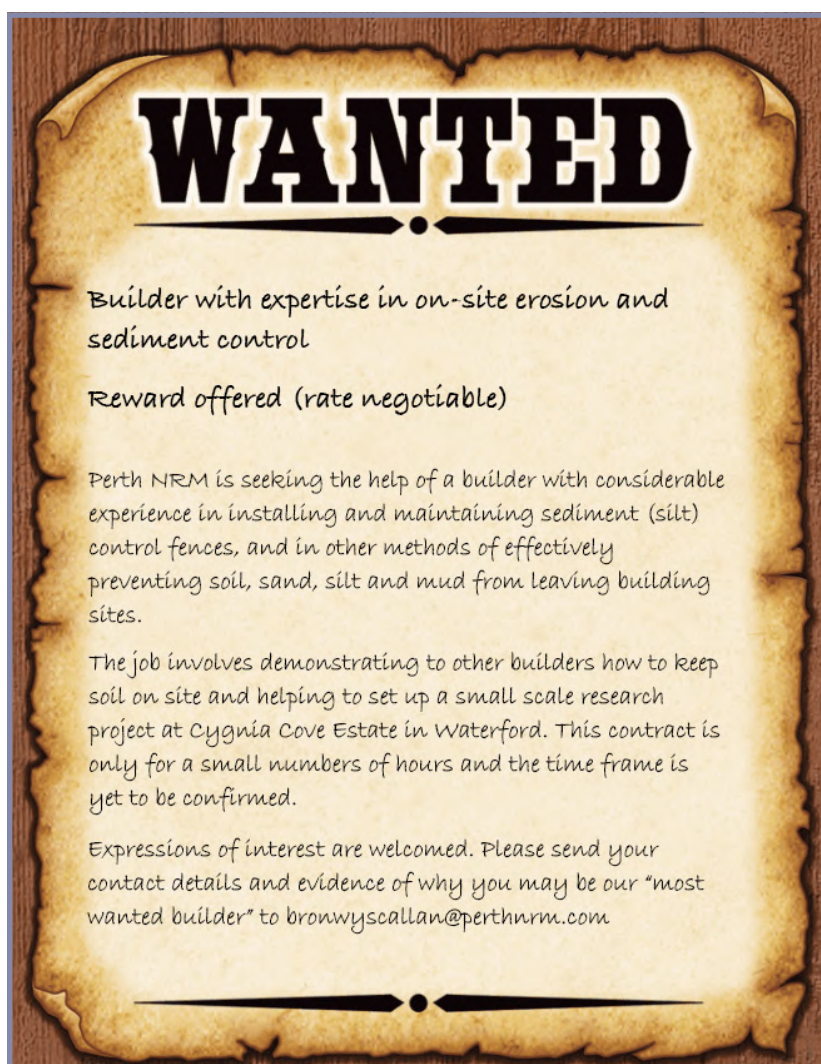 WANTED
Builder with expertise in on-site erosion and
sediment control
Reward offered (rate negotiable)
Perth NRM is seeking the help of a builder with considerable
experience in installing and maintaining sediment (silt)
control fences, and in other methods of effectively
preventing soil, sand, silt and mud from leaving building
sites.
The job involves demonstrating to other builders how to keep
soil on site and helping to set up a small scale research
project at Cygnia Cove Estate in Waterford. This contract is
only for a small numbers of hours and the time frame is
yet to be confirmed.
Expressions of interest are welcomed. Please send your
contact details and evidence of why you may be our “most
wanted builder” to bronwyscallan@perthnrm.com